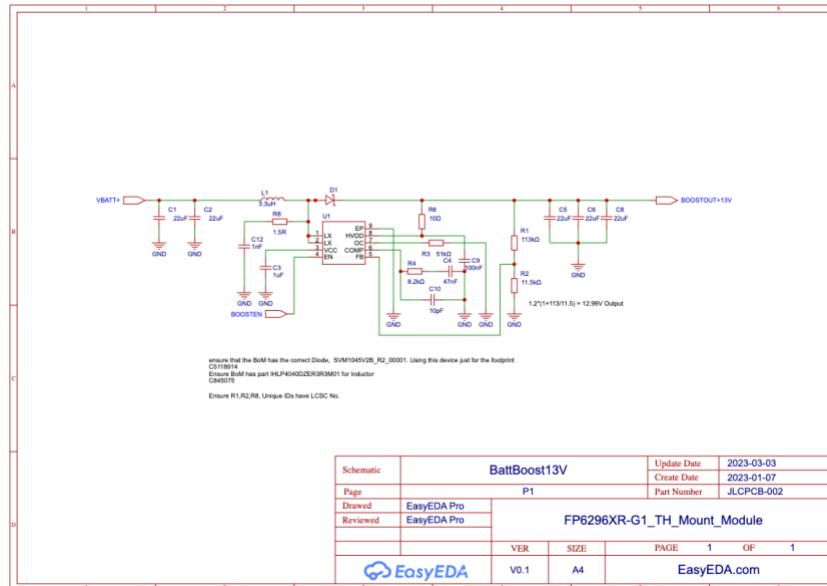 1 2 3 4 5 6
A
B
C
D
VBATT+
C1
22uF
C2
22uF
GND
GND
L1
3.3uH
D1
R8
1.5R
C12
1nF
C3
1uF
GND
GND
BOOSTEN
U1
1 LX
2 LX
3 VCC
4 EN
EP 9
HVDD 8
OC 7
COMP 6
FB 5
R6
10Ω
R3 51kΩ
R4
8.2kΩ
C4
47nF
C9
100nF
C10
10pF
GND
GND
GND
R1
113kΩ
R2
11.5kΩ
GND
C5
22uF
C6
22uF
C8
22uF
GND
BOOSTOUT+13V
1.2*(1+113/11.5) = 12.99V Output
ensure that the BoM has the correct Diode, SVM1045V2B_R2_00001. Using this device just for the footprint
C5118914
Ensure BoM has part IHLP4040DZER3R3M01 for Inductor
C845075
Ensure R1,R2,R8, Unique IDs have LCSC No.
Schematic BattBoost13V Update Date 2023-03-03
Create Date 2023-01-07
Page P1 Part Number JLCPCB-002
Drawed EasyEDA Pro
Reviewed EasyEDA Pro
FP6296XR-G1_TH_Mount_Module
VER SIZE PAGE 1 OF 1
EasyEDA V0.1 A4 EasyEDA.com